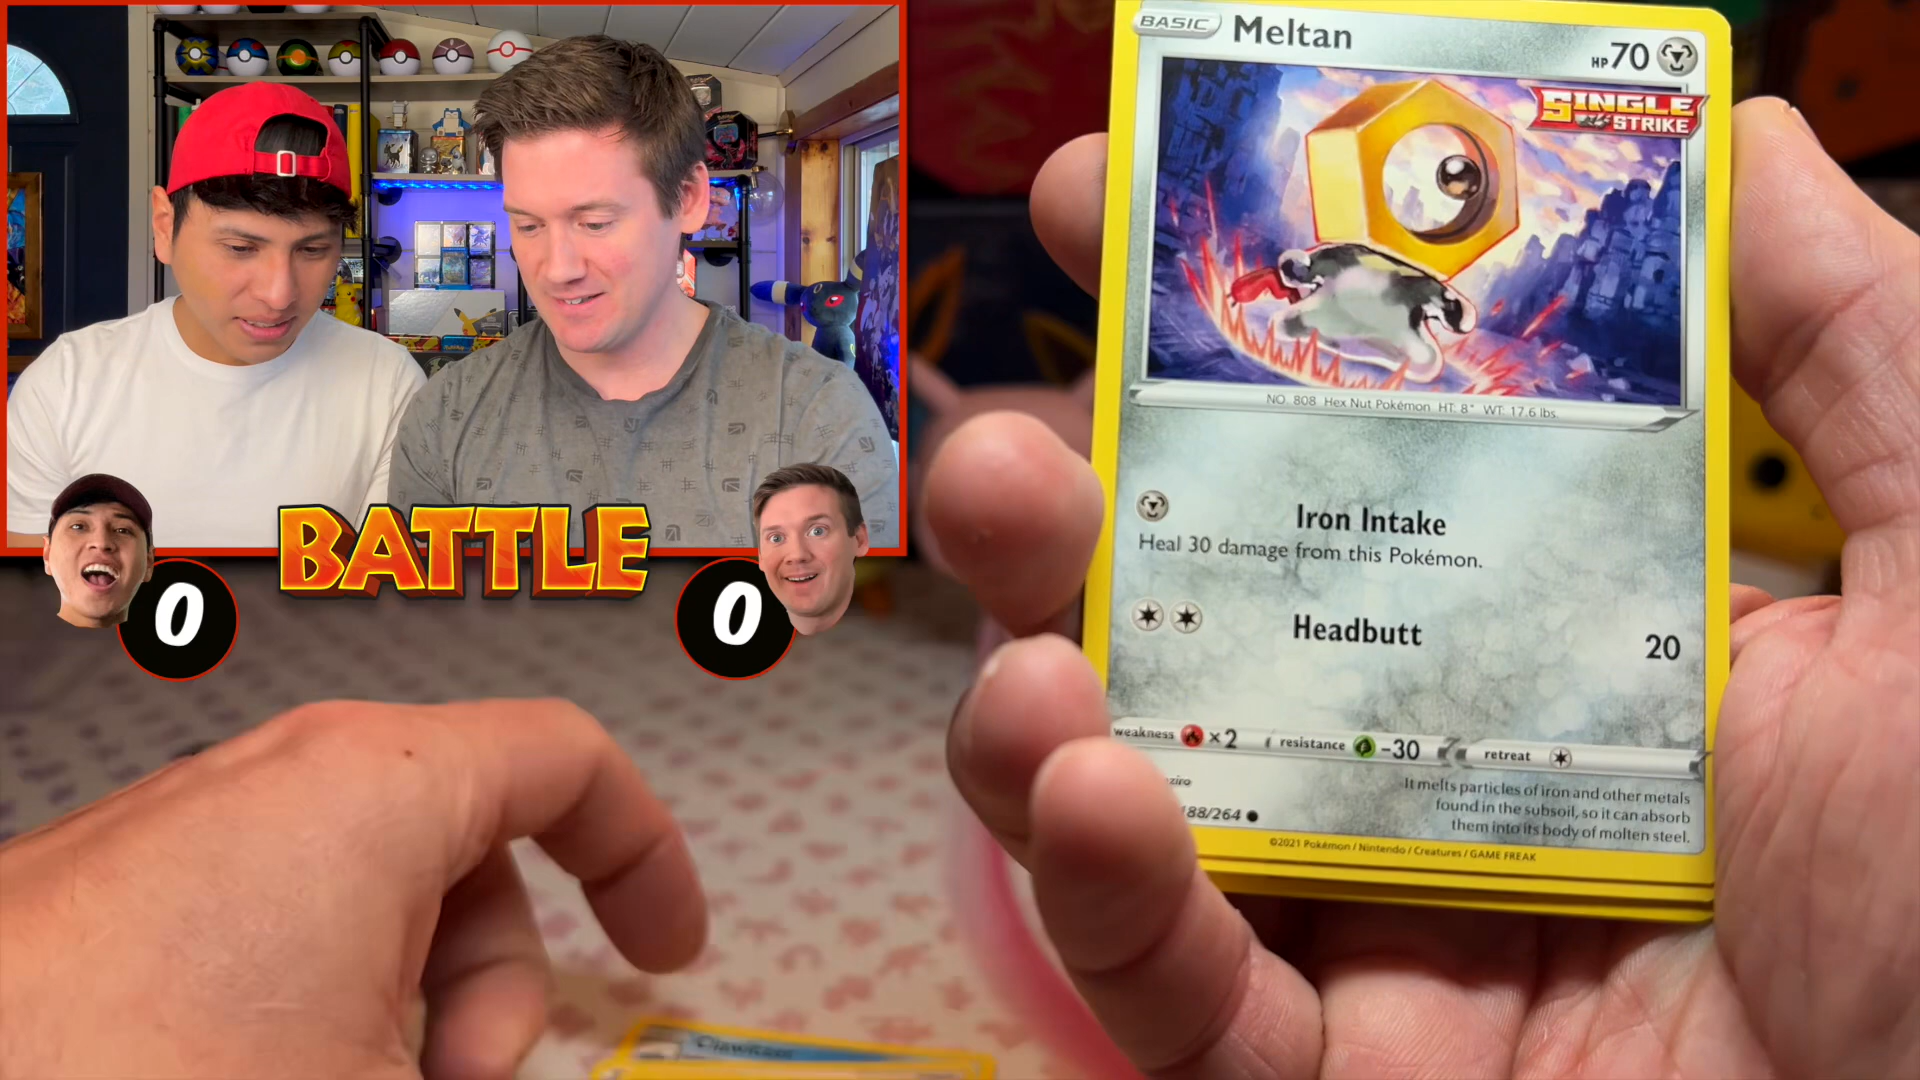 BASIC Meltan HP 70
SINGLE
STRIKE
NO. 808 Hex Nut Pokémon HT: 8" WT: 17.6 lbs.
Iron Intake
Heal 30 damage from this Pokémon.
Headbutt 20
weakness ×2 resistance -30 retreat
It melts particles of iron and other metals
found in the subsoil, so it can absorb
them into its body of molten steel.
188/264
©2021 Pokémon / Nintendo / Creatures / GAME FREAK
BATTLE
0 0